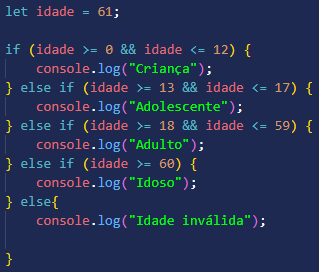 let idade = 61;
if (idade >= 0 && idade <= 12) {
console.log("Criança");
} else if (idade >= 13 && idade <= 17) {
console.log("Adolescente");
} else if (idade >= 18 && idade <= 59) {
console.log("Adulto");
} else if (idade >= 60) {
console.log("Idoso");
} else{
console.log("Idade inválida");
}